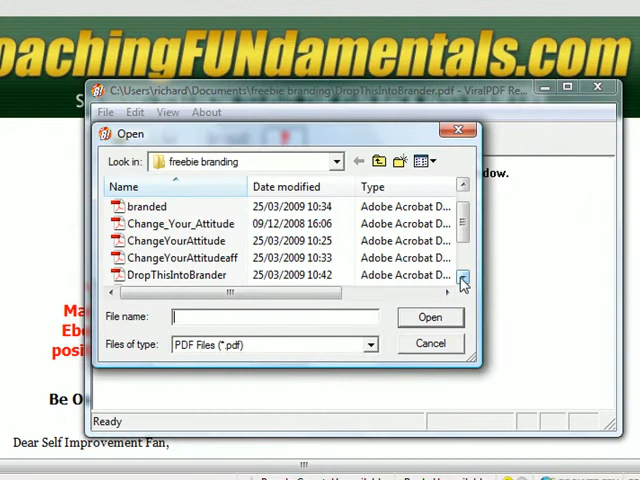 oachingFUNdamentals.com
S
C:\Users\richard\Documents\freebie branding\DropThisIntoBrander.pdf - ViralPDF Re...
File Edit View About
Open
Look in: freebie branding
dow.
Name Date modified Type
branded 25/03/2009 10:34 Adobe Acrobat D...
Change_Your_Attitude 09/12/2008 16:06 Adobe Acrobat D...
ChangeYourAttitude 25/03/2009 10:25 Adobe Acrobat D...
ChangeYourAttitudeaff 25/03/2009 10:33 Adobe Acrobat D...
DropThisIntoBrander 25/03/2009 10:42 Adobe Acrobat D...
Ma
File name: Open
Ebo
Files of type: PDF Files (*.pdf) Cancel
posi
Be O
Ready
Dear Self Improvement Fan,